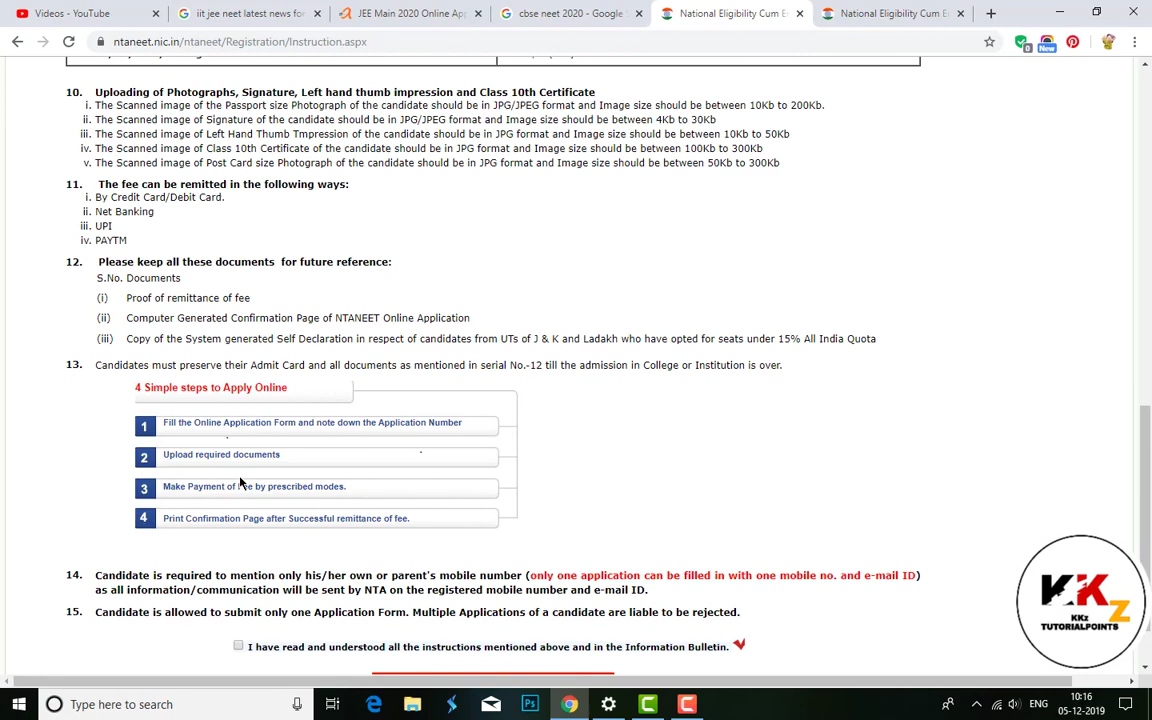 Videos - YouTube
iit jee neet latest news for
JEE Main 2020 Online Ap
cbse neet 2020 - Google S
National Eligibility Cum E
National Eligibility Cum E
ntaneet.nic.in/ntaneet/Registration/Instruction.aspx
0
New
10. Uploading of Photographs, Signature, Left hand thumb impression and Class 10th Certificate
i. The Scanned image of the Passport size Photograph of the candidate should be in JPG/JPEG format and Image size should be between 10Kb to 200Kb.
ii. The Scanned image of Signature of the candidate should be in JPG/JPEG format and Image size should be between 4Kb to 30Kb
iii. The Scanned image of Left Hand Thumb Tmpression of the candidate should be in JPG format and Image size should be between 10Kb to 50Kb
iv. The Scanned image of Class 10th Certificate of the candidate should be in JPG format and Image size should be between 100Kb to 300Kb
v. The Scanned image of Post Card size Photograph of the candidate should be in JPG format and Image size should be between 50Kb to 300Kb
11. The fee can be remitted in the following ways:
i. By Credit Card/Debit Card.
ii. Net Banking
iii. UPI
iv. PAYTM
12. Please keep all these documents for future reference:
S.No. Documents
(i) Proof of remittance of fee
(ii) Computer Generated Confirmation Page of NTANEET Online Application
(iii) Copy of the System generated Self Declaration in respect of candidates from UTs of J & K and Ladakh who have opted for seats under 15% All India Quota
13. Candidates must preserve their Admit Card and all documents as mentioned in serial No.-12 till the admission in College or Institution is over.
4 Simple steps to Apply Online
1 Fill the Online Application Form and note down the Application Number
2 Upload required documents
3 Make Payment of Fee by prescribed modes.
4 Print Confirmation Page after Successful remittance of fee.
14. Candidate is required to mention only his/her own or parent's mobile number (only one application can be filled in with one mobile no. and e-mail ID)
as all information/communication will be sent by NTA on the registered mobile number and e-mail ID.
15. Candidate is allowed to submit only one Application Form. Multiple Applications of a candidate are liable to be rejected.
I have read and understood all the instructions mentioned above and in the Information Bulletin.
KKz
KKz
TUTORIALPOINTS
Type here to search
Ps
ENG
10:16
05-12-2019